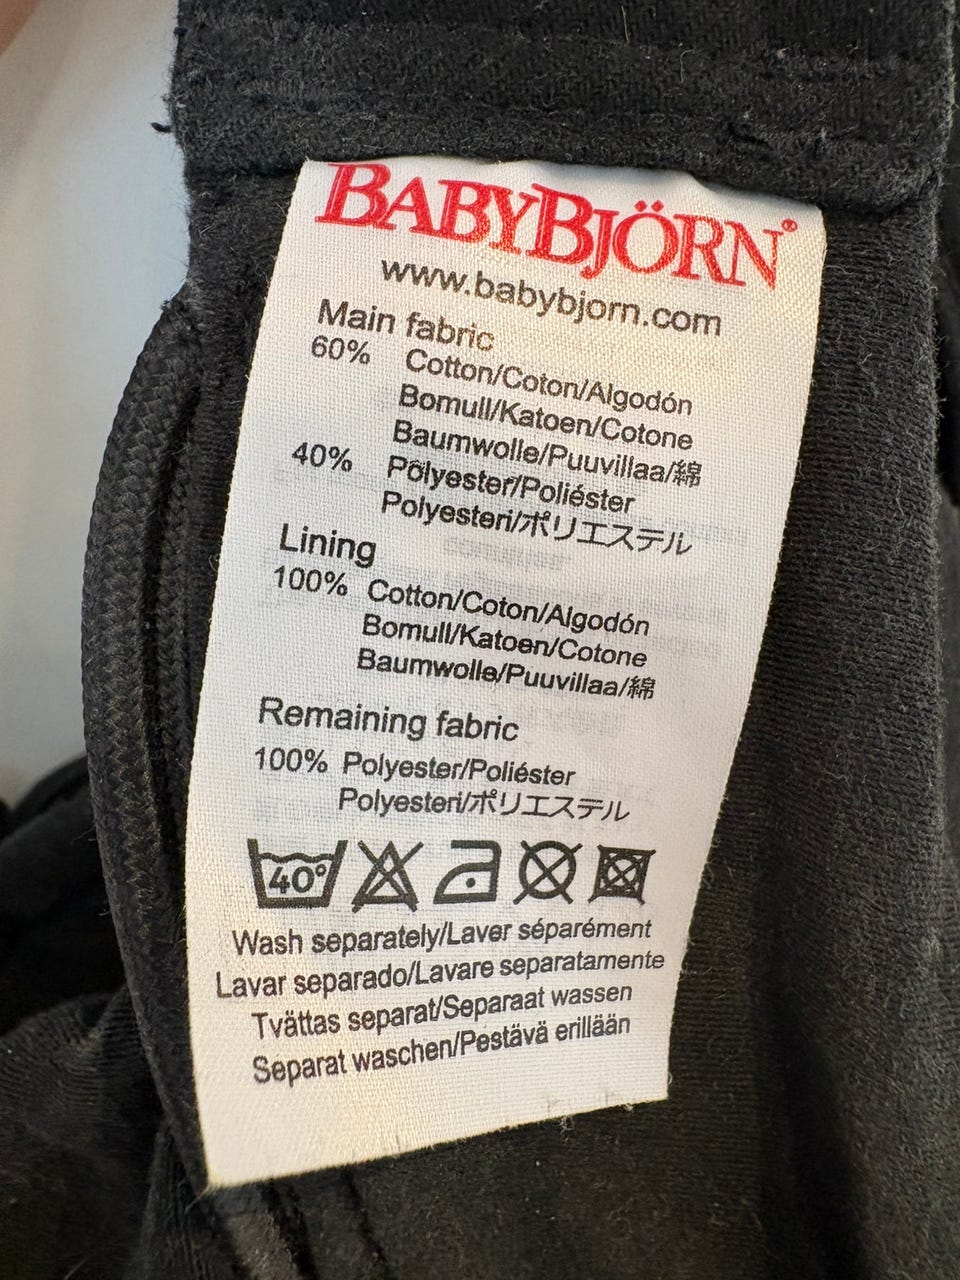 BABYBJÖRN®
www.babybjorn.com
Main fabric
60% Cotton/Coton/Algodón
Bomull/Katoen/Cotone
Baumwolle/Puuvillaa/綿
40% Polyester/Poliéster
Polyesteri/ポリエステル
Lining
100% Cotton/Coton/Algodón
Bomull/Katoen/Cotone
Baumwolle/Puuvillaa/綿
Remaining fabric
100% Polyester/Poliéster
Polyesteri/ポリエステル
40°
Wash separately/Laver séparément
Lavar separado/Lavare separatamente
Tvättas separat/Separaat wassen
Separat waschen/Pestävä erillään